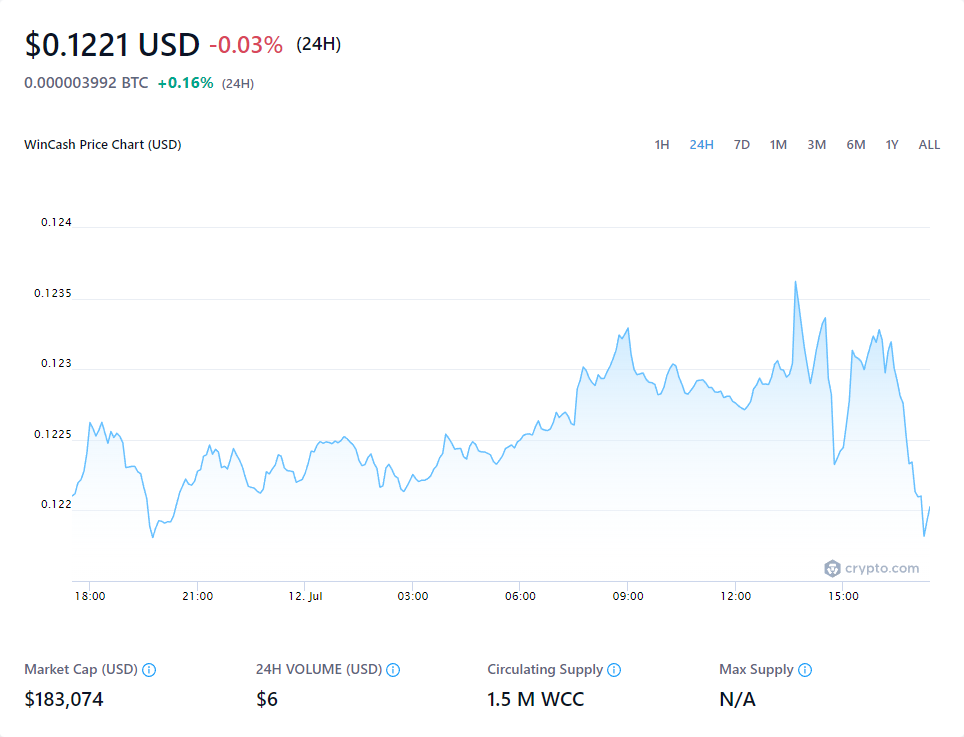 $0.1221 USD -0.03% (24H)
0.000003992 BTC +0.16% (24H)
WinCash Price Chart (USD) 1H 24H 7D 1M 3M 6M 1Y ALL
0.124
0.1235
0.123
0.1225
0.122
crypto.com
18:00 21:00 12. Jul 03:00 06:00 09:00 12:00 15:00
Market Cap (USD) 24H VOLUME (USD) Circulating Supply Max Supply
$183,074 $6 1.5 M WCC N/A